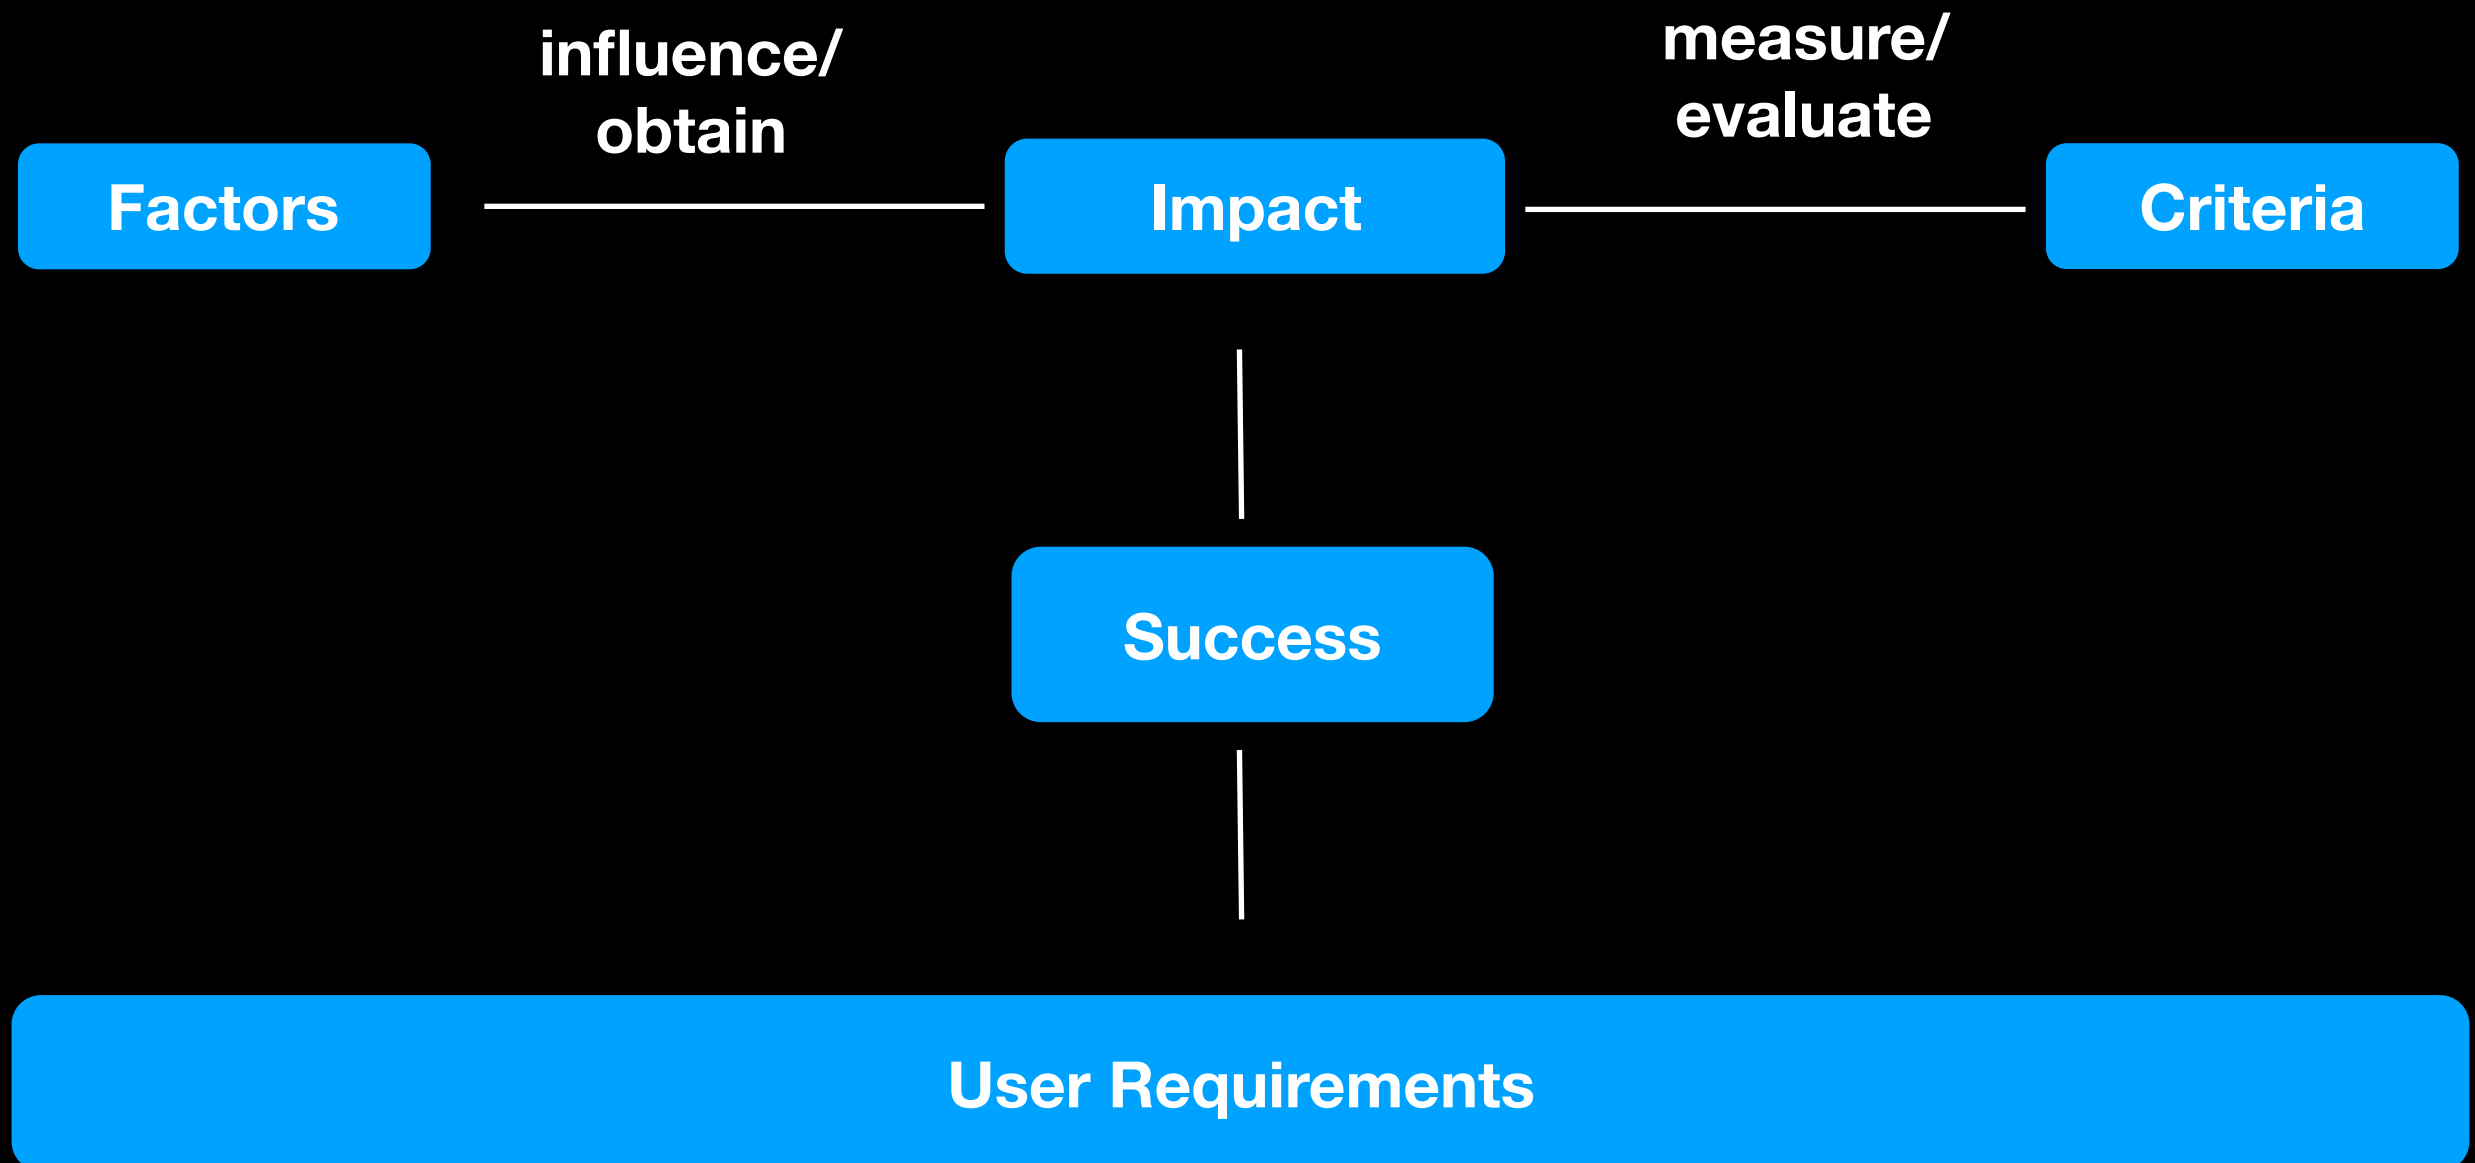 influence/
obtain
measure/
evaluate
Factors
Impact
Criteria
Success
User Requirements